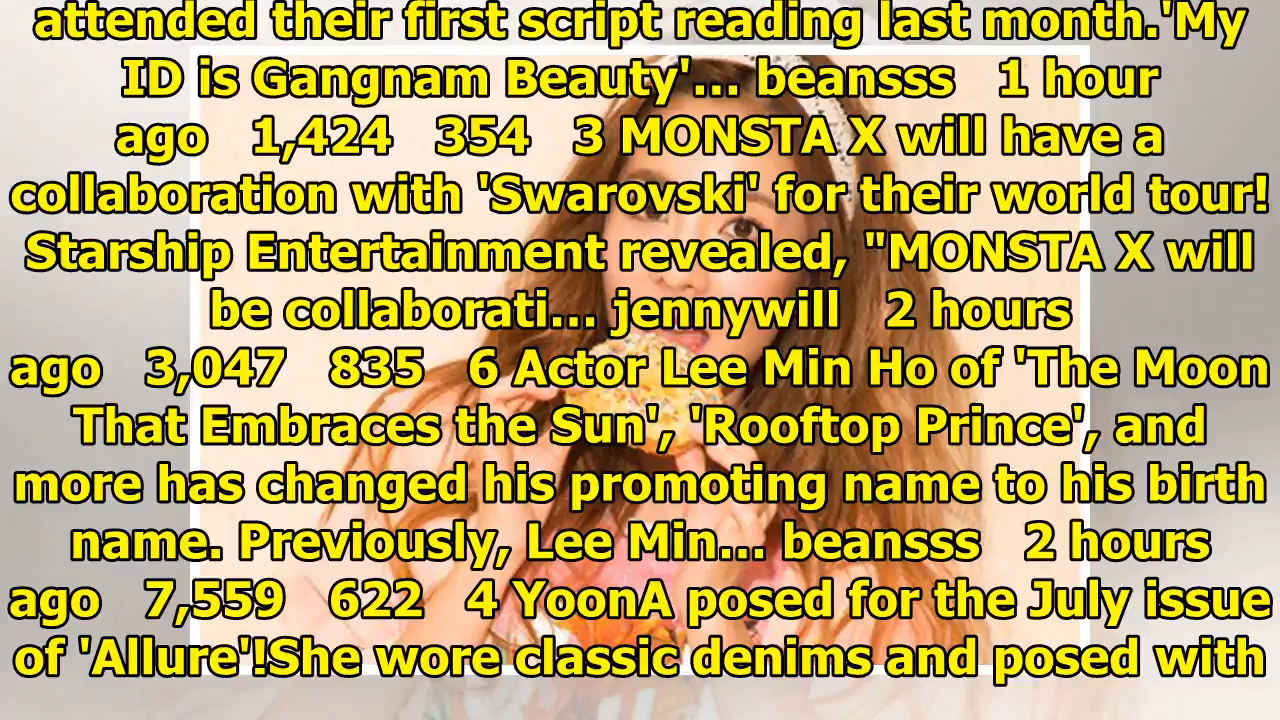 attended their first script reading last month.'My
ID is Gangnam Beauty'... beansss 1 hour
ago 1,424 354 3 MONSTA X will have a
collaboration with 'Swarovski' for their world tour!
Starship Entertainment revealed, "MONSTA X will
be collaborati... jennywill 2 hours
ago 3,047 835 6 Actor Lee Min Ho of 'The Moon
That Embraces the Sun', 'Rooftop Prince', and
more has changed his promoting name to his birth
name. Previously, Lee Min... beansss 2 hours
ago 7,559 622 4 YoonA posed for the July issue
of 'Allure'!She wore classic denims and posed with